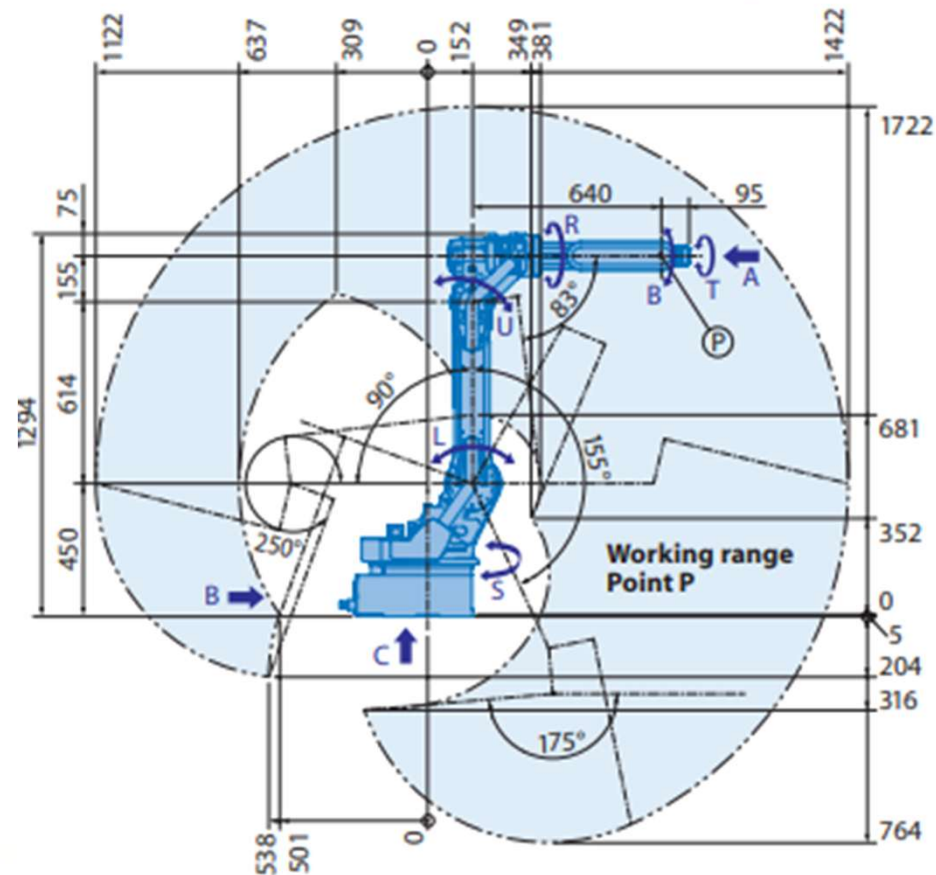 1122
637
309
0
152
349
381
1422
1722
75
640
95
R
A
T
B
155
U
83°
P
1294
614
90°
L
155°
681
250°
450
352
Working range
Point P
B
S
0
5
C
204
316
175°
764
538
501
0